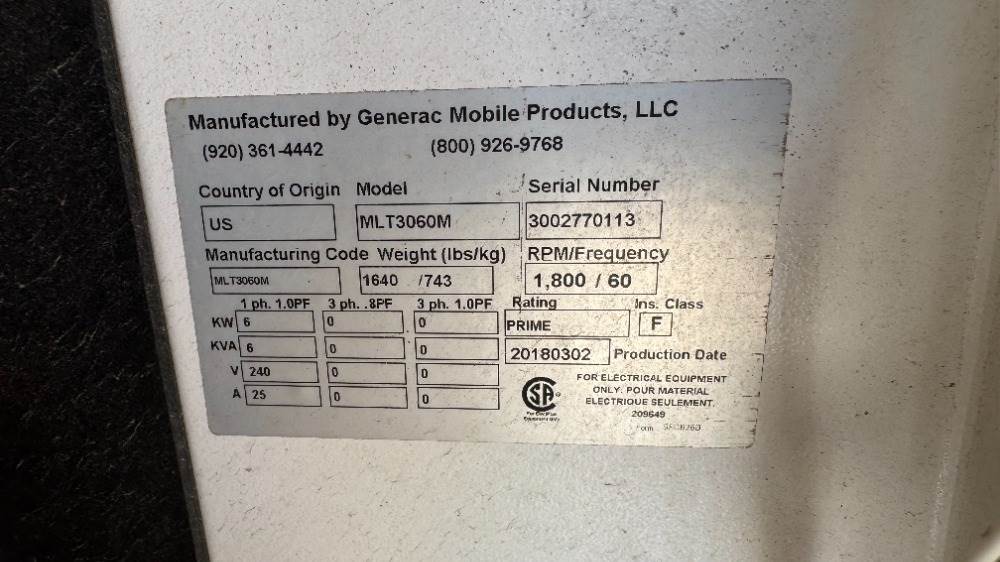 Manufactured by Generac Mobile Products, LLC
(920) 361-4442 (800) 926-9768
Country of Origin Model Serial Number
US MLT3060M 3002770113
Manufacturing Code Weight (lbs/kg) RPM/Frequency
MLT3060M 1640 /743 1,800 / 60
1 ph. 1.0PF 3 ph. .8PF 3 ph. 1.0PF Rating Ins. Class
KW 6 0 0 PRIME F
KVA 6 0 0 20180302 Production Date
V 240 0 0
A 25 0 0
SA
FOR ELECTRICAL EQUIPMENT
ONLY. POUR MATERIAL
ELECTRIQUE SEULEMENT.
209649